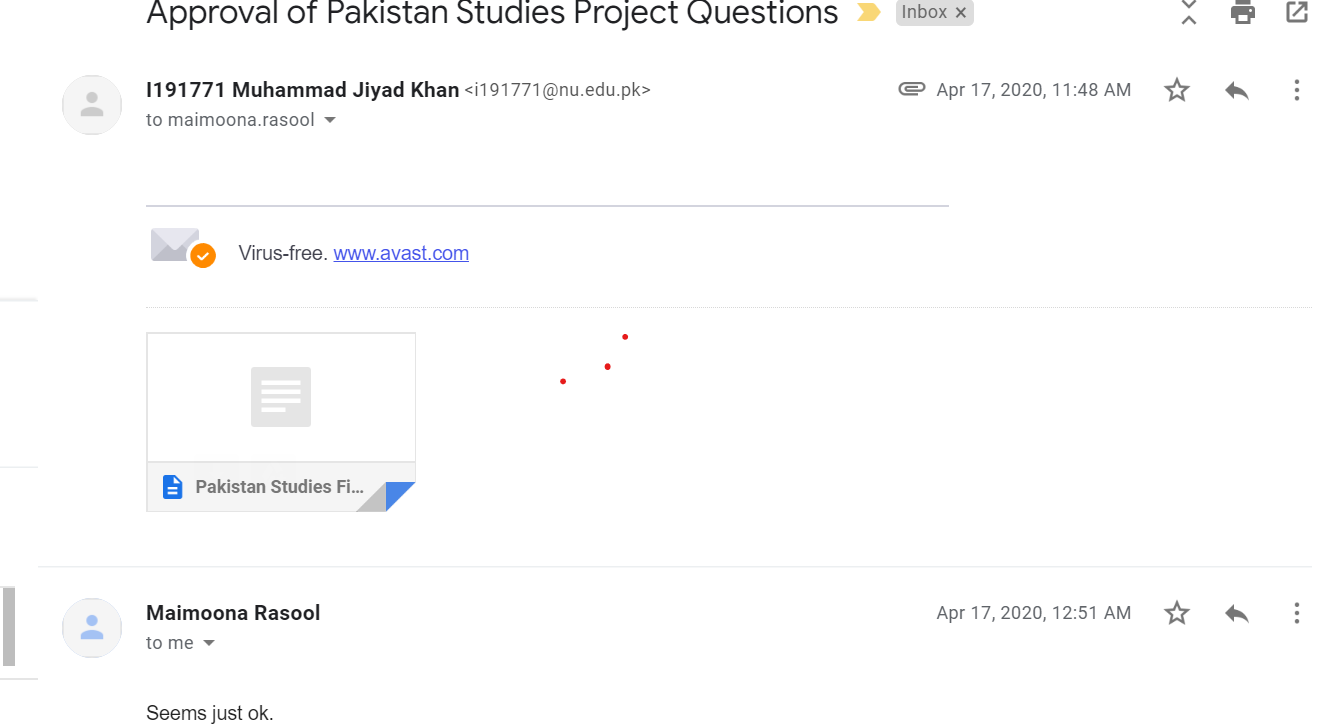 Approval of Pakistan Studies Project Questions Inbox ×
I191771 Muhammad Jiyad Khan <i191771@nu.edu.pk> Apr 17, 2020, 11:48 AM
to maimoona.rasool
Virus-free. www.avast.com
Pakistan Studies Fi...
Maimoona Rasool Apr 17, 2020, 12:51 AM
to me
Seems just ok.